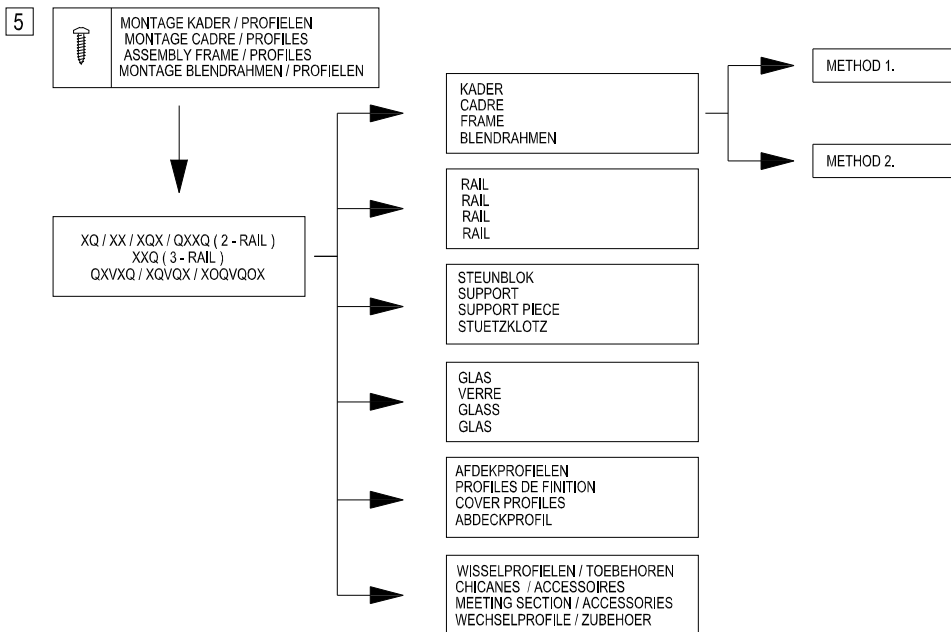 5
MONTAGE KADER / PROFIELEN
MONTAGE CADRE / PROFILES
ASSEMBLY FRAME / PROFILES
MONTAGE BLENDRAHMEN / PROFIELEN
XQ / XX / XQX / QXXQ ( 2 - RAIL )
XXQ ( 3 - RAIL )
QXVXQ / XQVQX / XOQVQOX
KADER
CADRE
FRAME
BLENDRAHMEN
METHOD 1.
METHOD 2.
RAIL
RAIL
RAIL
RAIL
STEUNBLOK
SUPPORT
SUPPORT PIECE
STUETZKLOTZ
GLAS
VERRE
GLASS
GLAS
AFDEKPROFIELEN
PROFILES DE FINITION
COVER PROFILES
ABDECKPROFIL
WISSELPROFIELEN / TOEBEHOREN
CHICANES / ACCESSOIRES
MEETING SECTION / ACCESSORIES
WECHSELPROFILE / ZUBEHOER